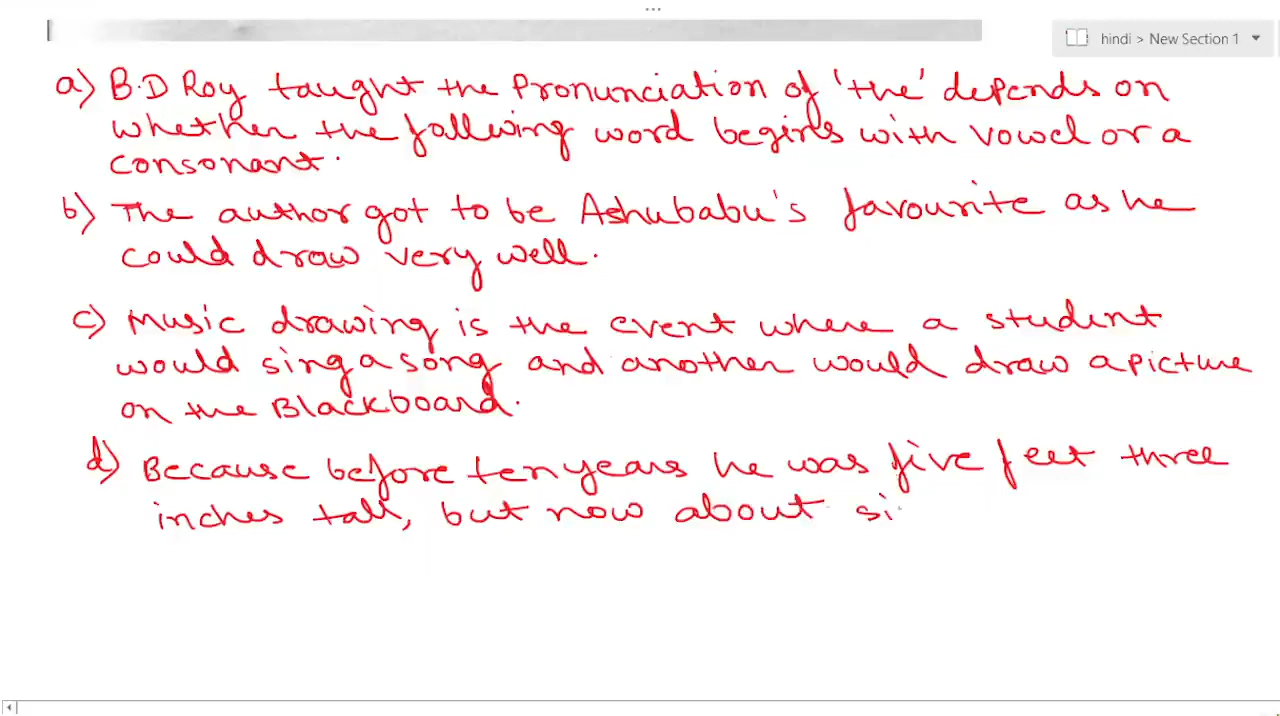 ...
hindi > New Section 1
a) B.D Roy taught the Pronunciation of 'the' depends on
whether the fallwing word begins with vowel or a
consonant.
b) The author got to be Ashubabu's favourite as he
could draw very well.
c) Music drawing is the event where a student
would sing a song and another would draw a picture
on the Blackboard.
d) Because before ten years he was five feet three
inches tall, but now about si